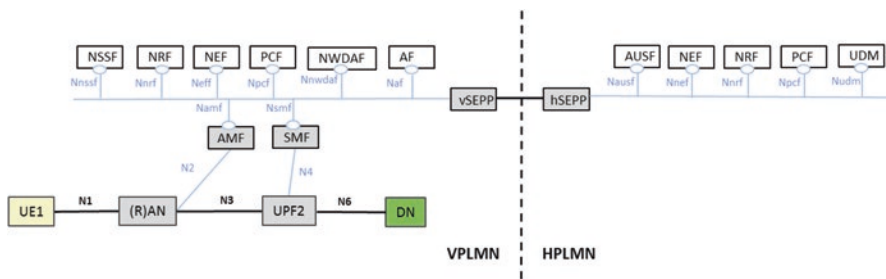 NSSF NRF NEF PCF NWDAF AF AUSF NEF NRF PCF UDM
Nnssf Nnrf Neff Npcf Nnwdaf Naf Nausf Nnef Nnrf Npcf Nudm
vSEPP hSEPP
Namf Nsmf
AMF SMF
N2 N4
N1 N3 N6
UE1 (R)AN UPF2 DN
VPLMN HPLMN